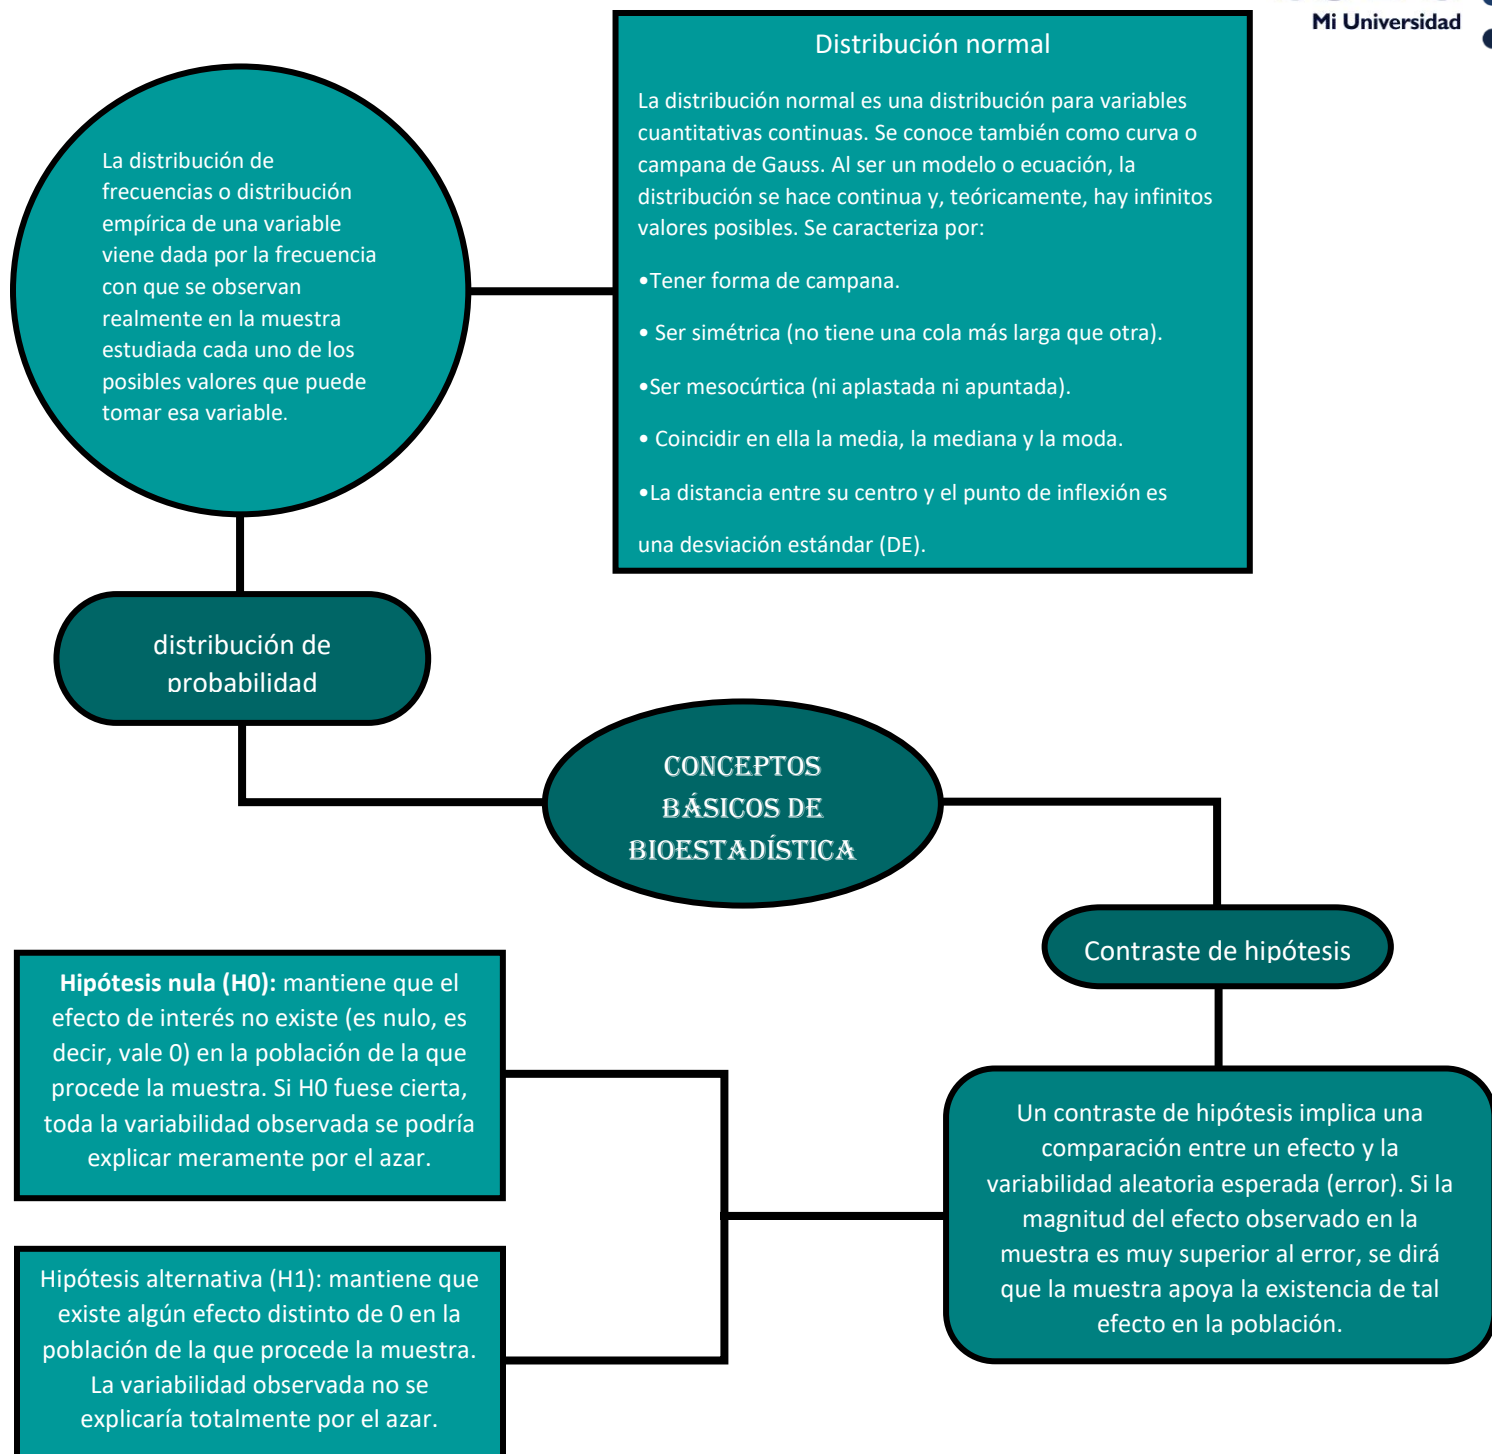 Mi Universidad
Distribución normal
La distribución normal es una distribución para variables
cuantitativas continuas. Se conoce también como curva o
campana de Gauss. Al ser un modelo o ecuación, la
distribución se hace continua y, teóricamente, hay infinitos
valores posibles. Se caracteriza por:
•Tener forma de campana.
• Ser simétrica (no tiene una cola más larga que otra).
•Ser mesocúrtica (ni aplastada ni apuntada).
• Coincidir en ella la media, la mediana y la moda.
•La distancia entre su centro y el punto de inflexión es
una desviación estándar (DE).
La distribución de
frecuencias o distribución
empírica de una variable
viene dada por la frecuencia
con que se observan
realmente en la muestra
estudiada cada uno de los
posibles valores que puede
tomar esa variable.
distribución de
probabilidad
CONCEPTOS
BÁSICOS DE
BIOESTADÍSTICA
Contraste de hipótesis
Hipótesis nula (H0): mantiene que el
efecto de interés no existe (es nulo, es
decir, vale 0) en la población de la que
procede la muestra. Si H0 fuese cierta,
toda la variabilidad observada se podría
explicar meramente por el azar.
Un contraste de hipótesis implica una
comparación entre un efecto y la
variabilidad aleatoria esperada (error). Si la
magnitud del efecto observado en la
muestra es muy superior al error, se dirá
que la muestra apoya la existencia de tal
efecto en la población.
Hipótesis alternativa (H1): mantiene que
existe algún efecto distinto de 0 en la
población de la que procede la muestra.
La variabilidad observada no se
explicaría totalmente por el azar.